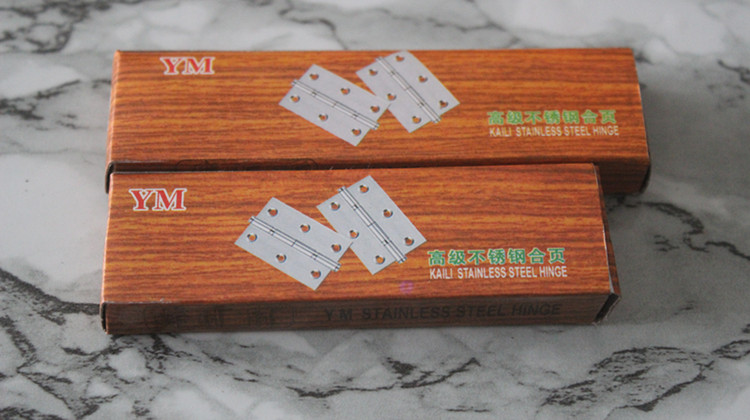 YM
高级不锈钢合页
KAILI STAINLESS STEEL HINGE
YM
高级不锈钢合页
KAILI STAINLESS STEEL HINGE
Y.M STAINLESS STEEL HINGE